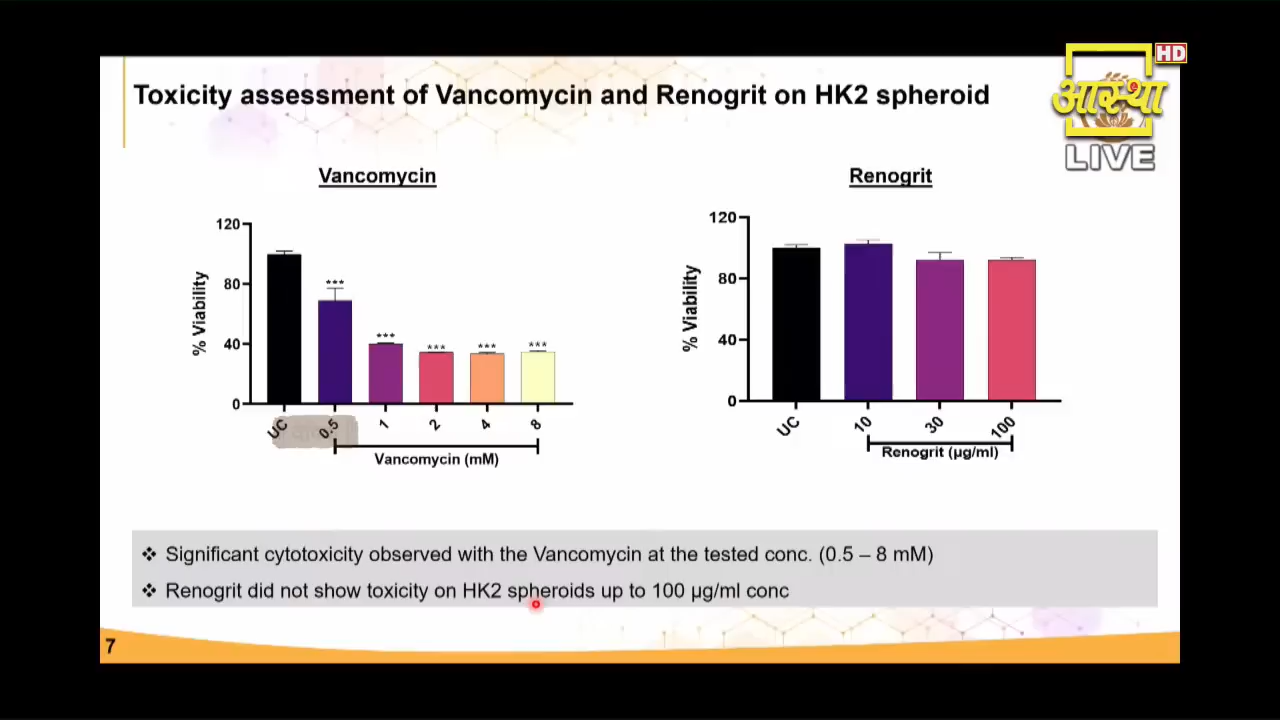 HD
आस्था
LIVE
Toxicity assessment of Vancomycin and Renogrit on HK2 spheroid
Vancomycin
120
80
40
0
% Viability
***
***
***
***
***
UC
0.5
1
2
4
8
Vancomycin (mM)
Renogrit
120
80
40
0
% Viability
UC
10
30
100
Renogrit (µg/ml)
❖ Significant cytotoxicity observed with the Vancomycin at the tested conc. (0.5 – 8 mM)
❖ Renogrit did not show toxicity on HK2 spheroids up to 100 µg/ml conc
7